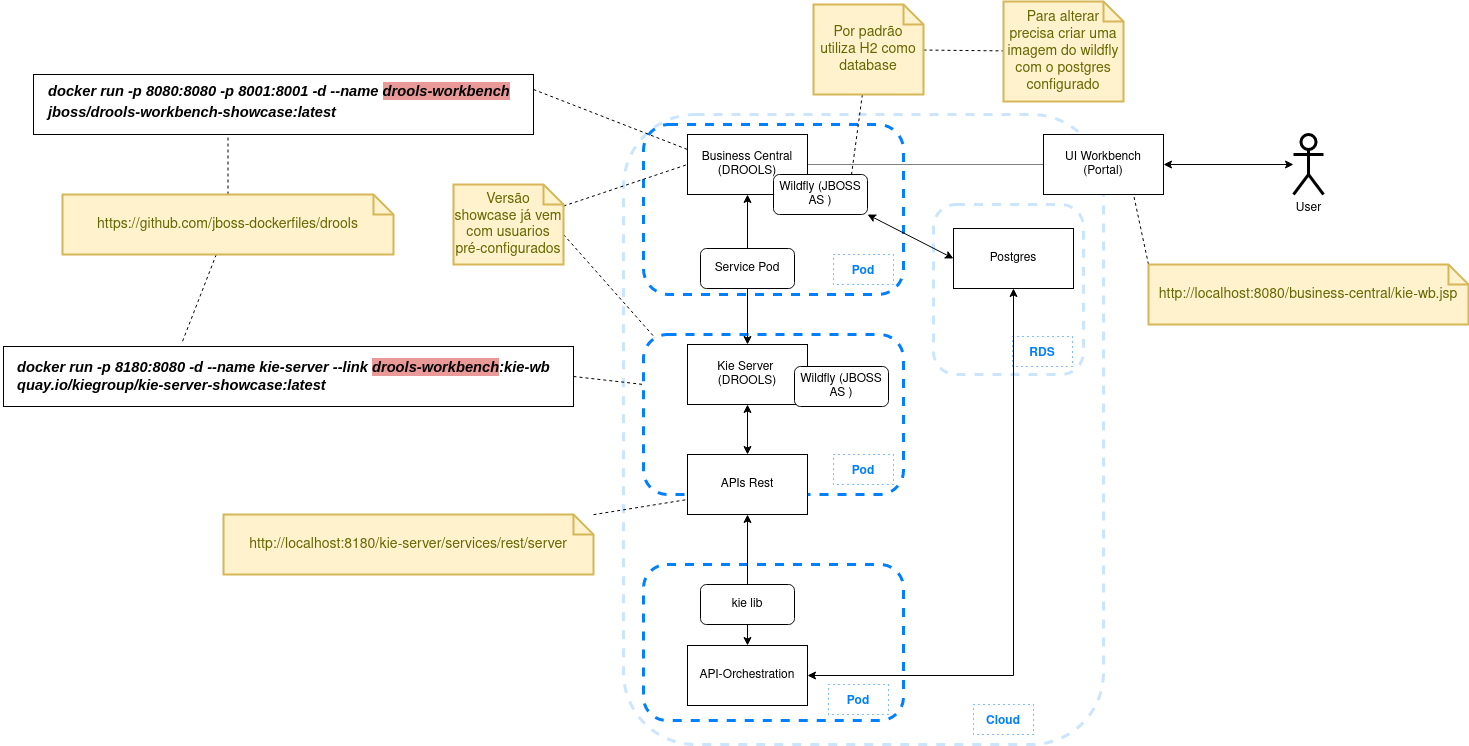 Por padrão
utiliza H2 como
database
Para alterar
precisa criar uma
imagem do wildfly
com o postgres
configurado
docker run -p 8080:8080 -p 8001:8001 -d --name drools-workbench
jboss/drools-workbench-showcase:latest
Business Central
(DROOLS)
Wildfly (JBOSS
AS )
UI Workbench
(Portal)
User
https://github.com/jboss-dockerfiles/drools
Versão
showcase já vem
com usuarios
pré-configurados
Service Pod
Pod
Postgres
RDS
http://localhost:8080/business-central/kie-wb.jsp
docker run -p 8180:8080 -d --name kie-server --link drools-workbench:kie-wb
quay.io/kiegroup/kie-server-showcase:latest
Kie Server
(DROOLS)
Wildfly (JBOSS
AS )
Pod
APIs Rest
http://localhost:8180/kie-server/services/rest/server
kie lib
API-Orchestration
Pod
Cloud